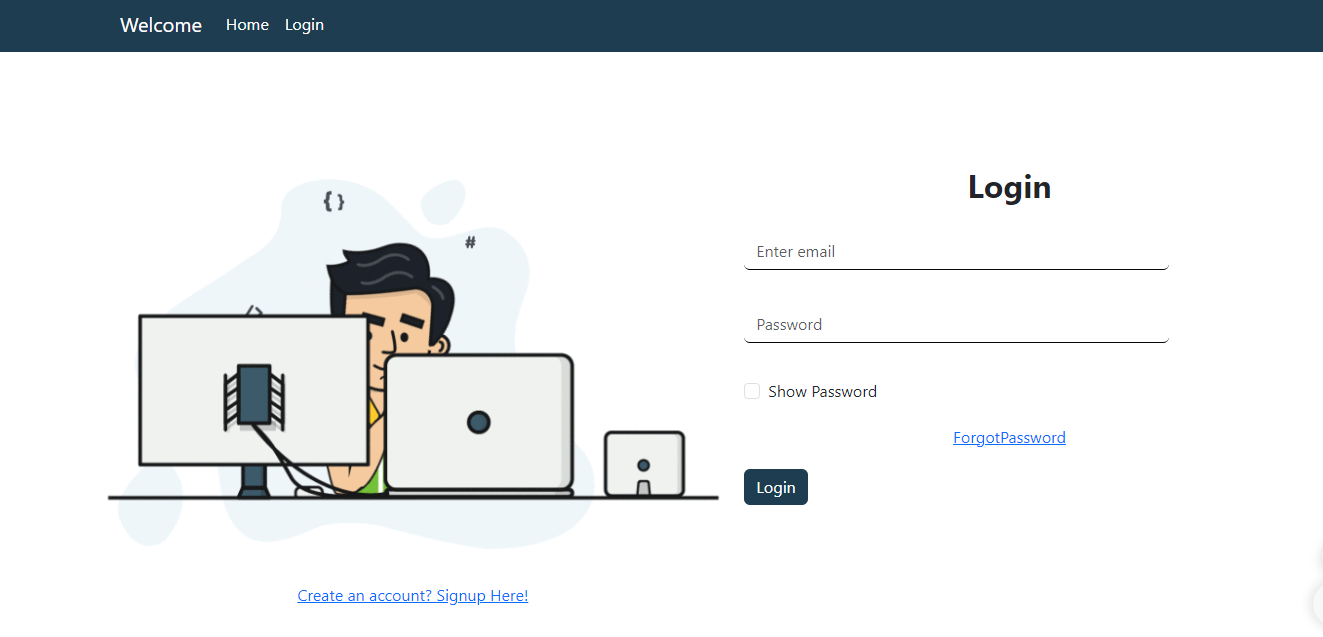 Welcome Home Login
{ }
#
Login
Enter email
Password
Show Password
ForgotPassword
Login
Create an account? Signup Here!